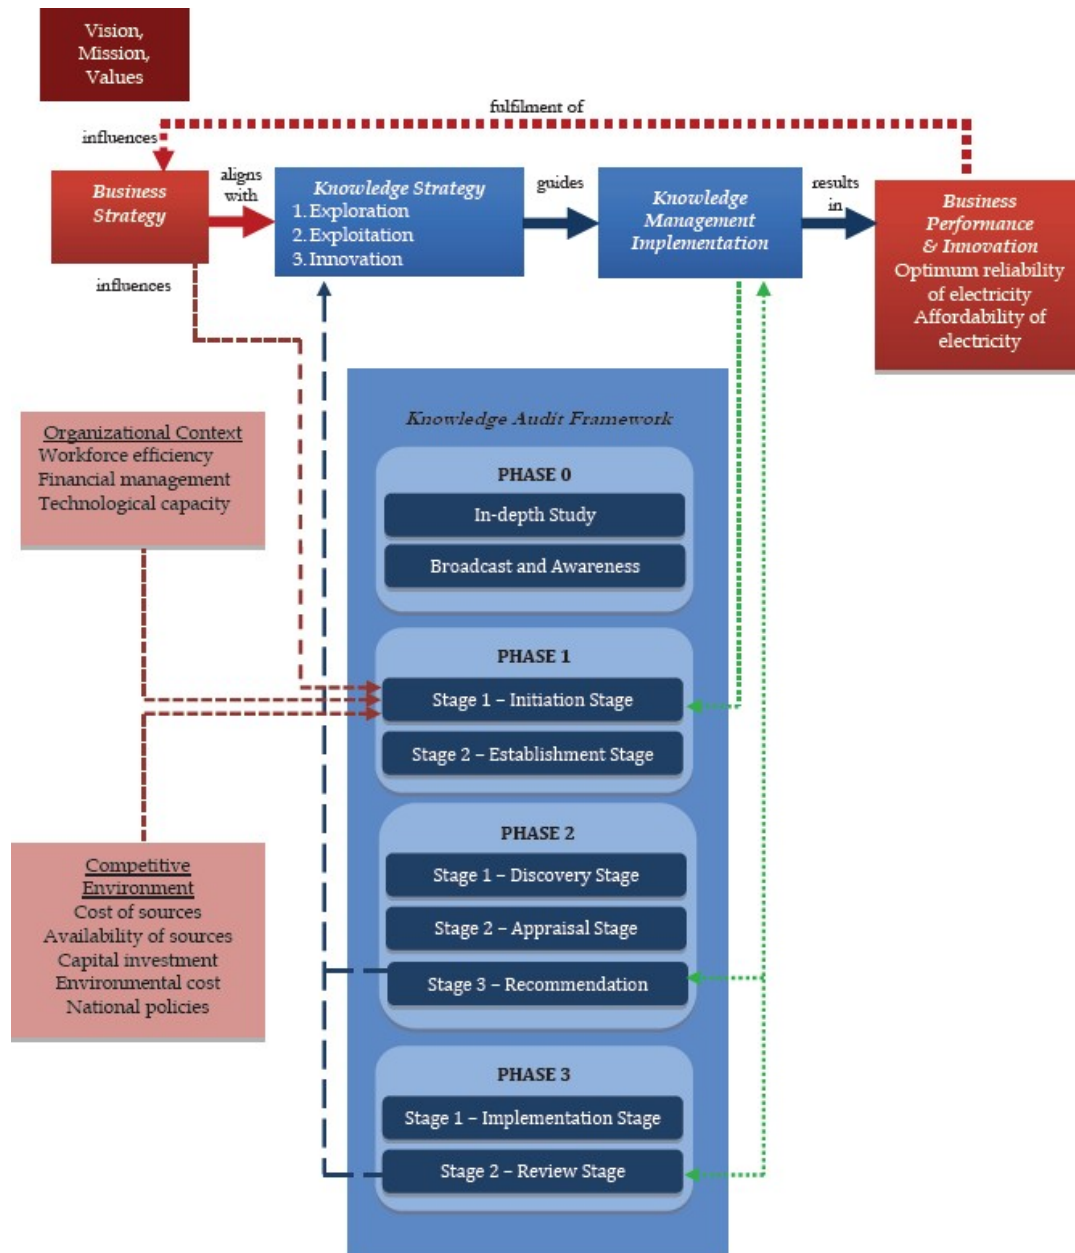 Vision,
Mission,
Values
fulfilment of
influences
Business
Strategy
aligns
with
Knowledge Strategy
1. Exploration
2. Exploitation
3. Innovation
guides
Knowledge
Management
Implementation
results
in
Business
Performance
& Innovation
Optimum reliability
of electricity
Affordability of
electricity
influences
Knowledge Audit Framework
Organizational Context
Workforce efficiency
Financial management
Technological capacity
PHASE 0
In-depth Study
Broadcast and Awareness
PHASE 1
Stage 1 – Initiation Stage
Stage 2 – Establishment Stage
Competitive
Environment
Cost of sources
Availability of sources
Capital investment
Environmental cost
National policies
PHASE 2
Stage 1 – Discovery Stage
Stage 2 – Appraisal Stage
Stage 3 – Recommendation
PHASE 3
Stage 1 – Implementation Stage
Stage 2 – Review Stage